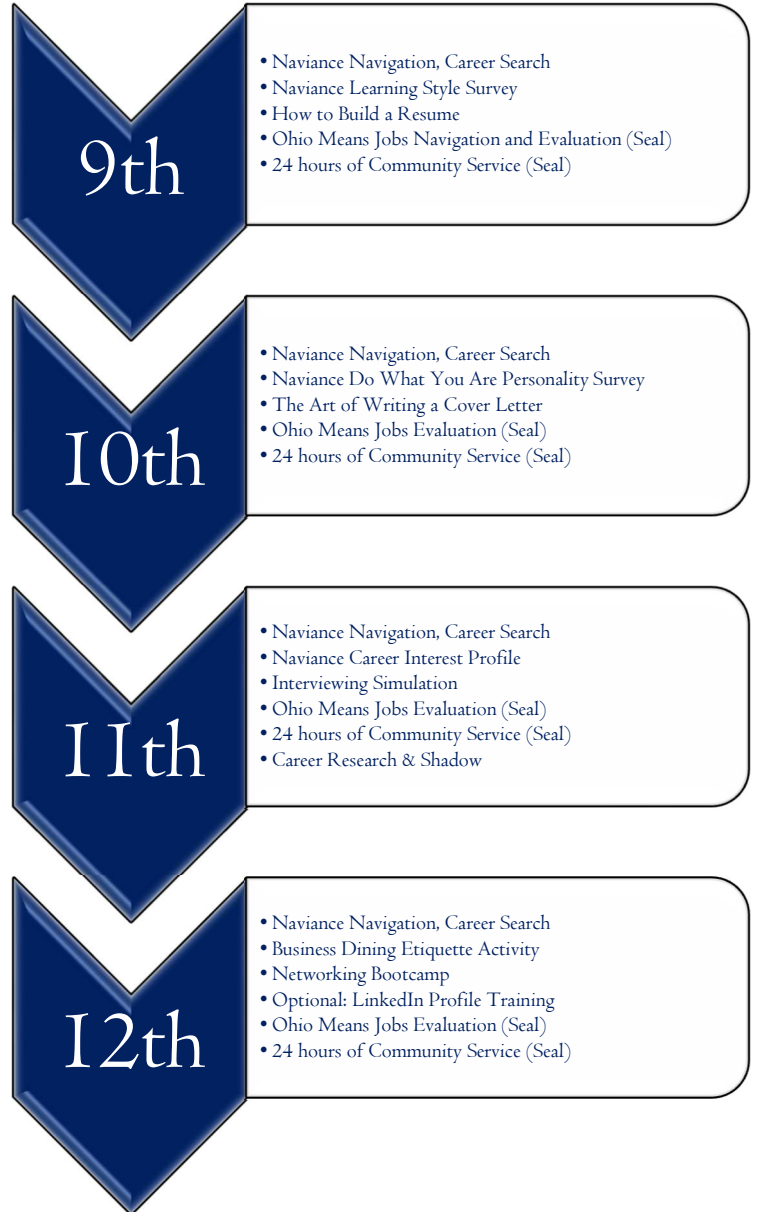 9th
• Naviance Navigation, Career Search
• Naviance Learning Style Survey
• How to Build a Resume
• Ohio Means Jobs Navigation and Evaluation (Seal)
• 24 hours of Community Service (Seal)
10th
• Naviance Navigation, Career Search
• Naviance Do What You Are Personality Survey
• The Art of Writing a Cover Letter
• Ohio Means Jobs Evaluation (Seal)
• 24 hours of Community Service (Seal)
11th
• Naviance Navigation, Career Search
• Naviance Career Interest Profile
• Interviewing Simulation
• Ohio Means Jobs Evaluation (Seal)
• 24 hours of Community Service (Seal)
• Career Research & Shadow
12th
• Naviance Navigation, Career Search
• Business Dining Etiquette Activity
• Networking Bootcamp
• Optional: LinkedIn Profile Training
• Ohio Means Jobs Evaluation (Seal)
• 24 hours of Community Service (Seal)